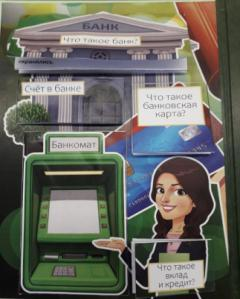 БАНК
Что такое банк?
Счёт в банке
Что такое
банковская
карта?
Банкомат
Что такое
вклад
и кредит?